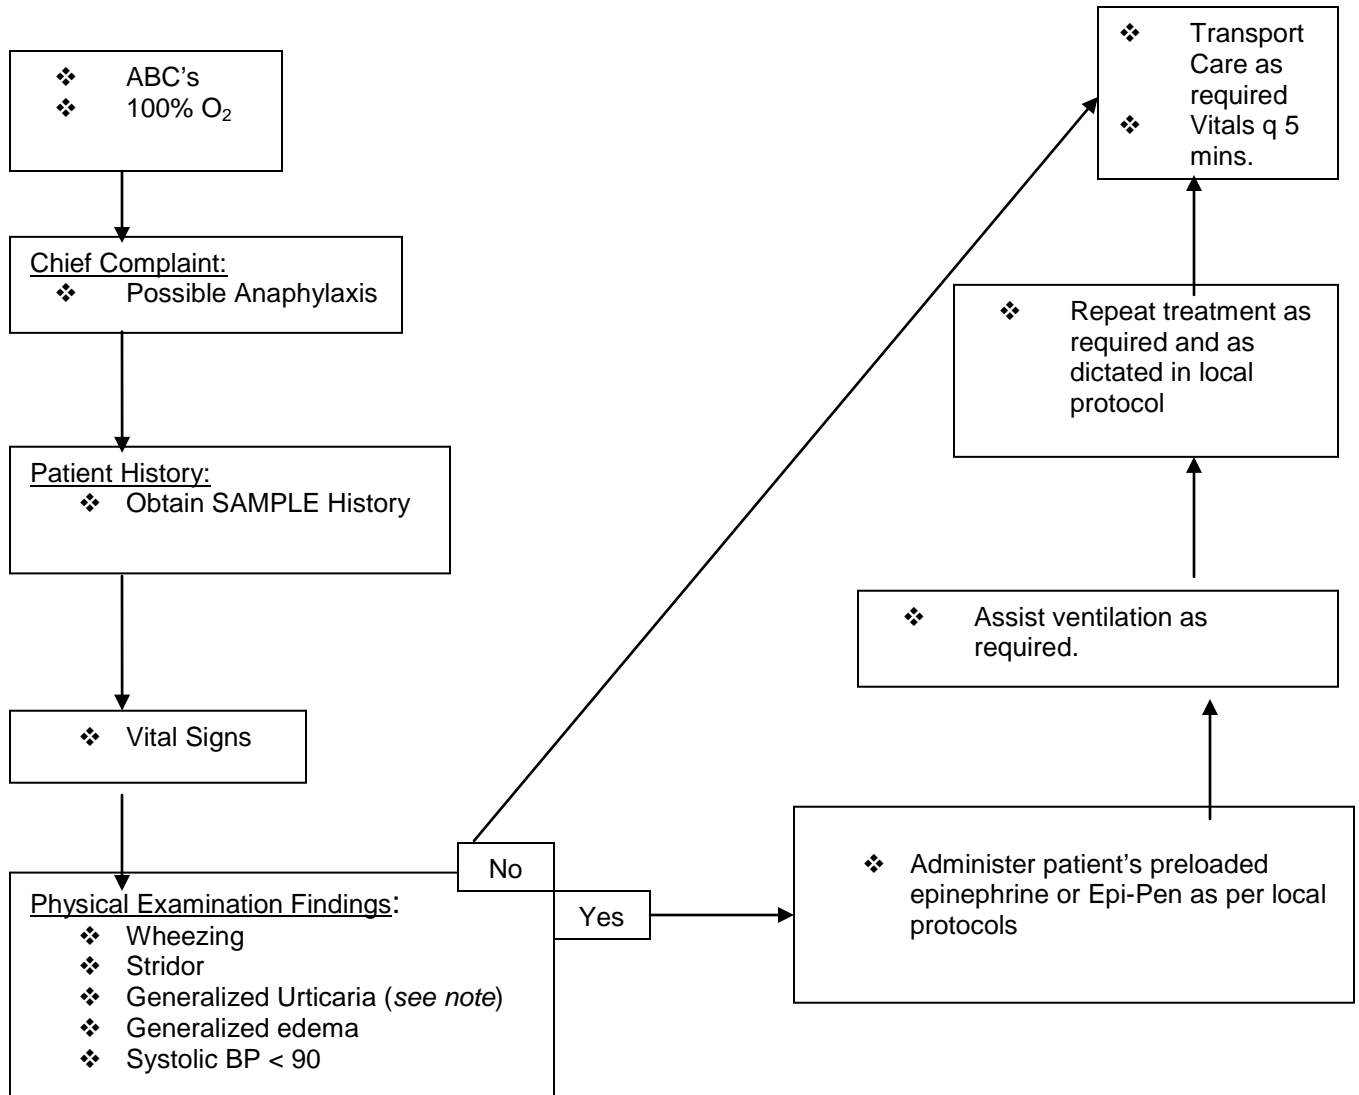 ❖ ABC’s
❖ 100% O₂
Chief Complaint:
❖ Possible Anaphylaxis
Patient History:
❖ Obtain SAMPLE History
❖ Vital Signs
Physical Examination Findings:
❖ Wheezing
❖ Stridor
❖ Generalized Urticaria (see note)
❖ Generalized edema
❖ Systolic BP < 90
No
Yes
❖ Administer patient’s preloaded
epinephrine or Epi-Pen as per local
protocols
❖ Assist ventilation as
required.
❖ Repeat treatment as
required and as
dictated in local
protocol
❖ Transport
Care as
required
❖ Vitals q 5
mins.